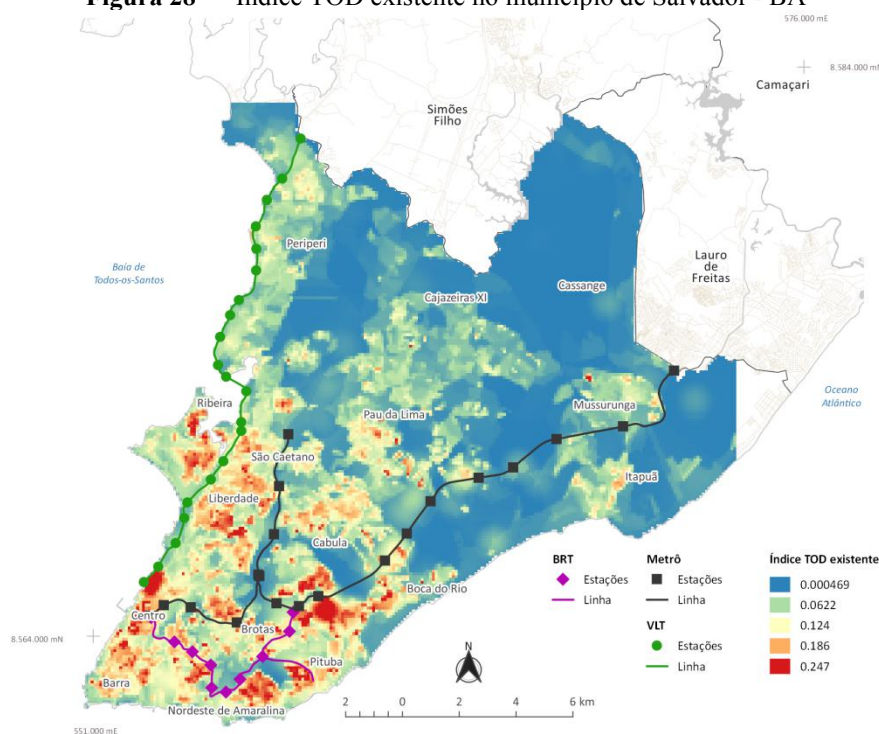 Figura 28 — Índice TOD existente no município de Salvador - BA
576.000 mE
8.584.000 mN
Camaçari
Simões
Filho
Periperi
Lauro
de
Freitas
Baía de
Todos-os-Santos
Cassange
Cajazeiras XI
Oceano
Atlântico
Ribeira
Mussurunga
Pau da Lima
São Caetano
Itapuã
Liberdade
Cabula
BRT
Estações
Linha
Metrô
Estações
Linha
VLT
Estações
Linha
Índice TOD existente
0.000469
0.0622
0.124
0.186
0.247
Boca do Rio
Centro
Brotas
8.564.000 mN
Pituba
N
Barra
Nordeste de Amaralina
2 0 2 4 6 km
551.000 mE